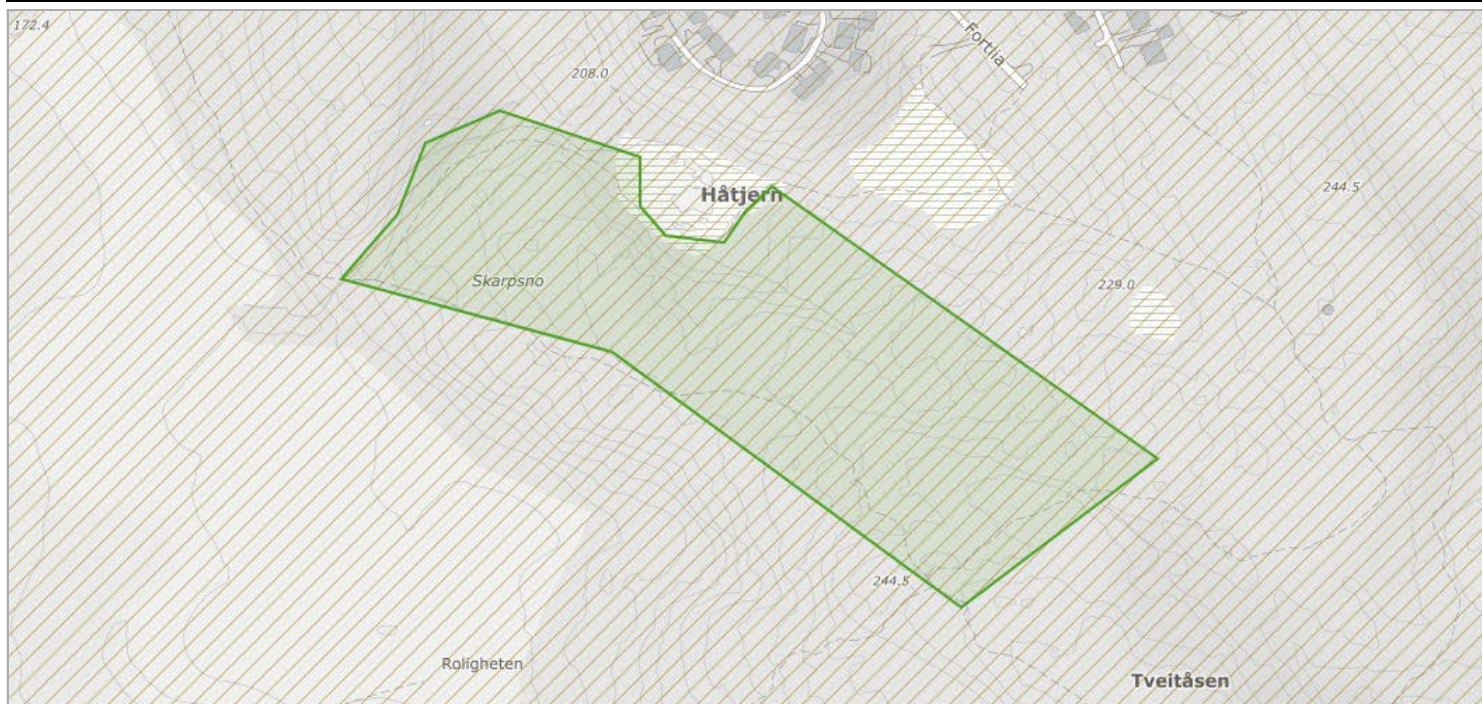 172.4
Fortlia
208.0
Håtjern
244.5
Skarpsno
229.0
244.5
Roligheten
Tveitåsen